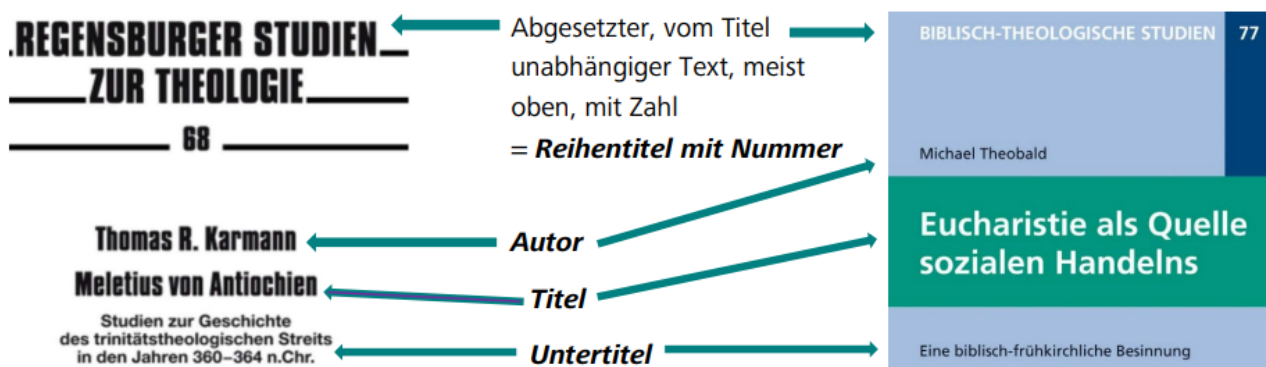 REGENSBURGER STUDIEN
ZUR THEOLOGIE
68
Thomas R. Karmann
Meletius von Antiochien
Studien zur Geschichte
des trinitätstheologischen Streits
in den Jahren 360–364 n.Chr.
Abgesetzter, vom Titel
unabhängiger Text, meist
oben, mit Zahl
= Reihentitel mit Nummer
Autor
Titel
Untertitel
BIBLISCH-THEOLOGISCHE STUDIEN 77
Michael Theobald
Eucharistie als Quelle
sozialen Handelns
Eine biblisch-frühkirchliche Besinnung